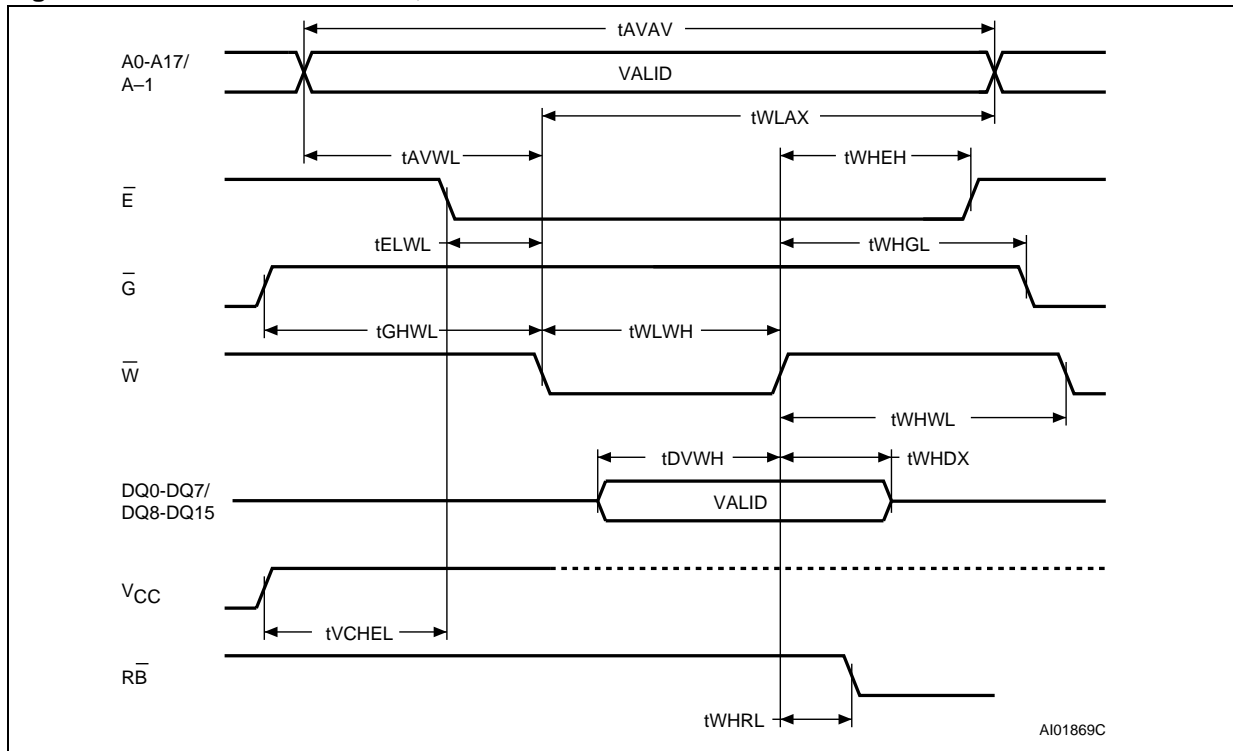 tAVAV
A0-A17/
A–1
VALID
tWLAX
tAVWL
tWHEH
E̅
tELWL
tWHGL
G̅
tGHWL
tWLWH
W̅
tWHWL
tDVWH
tWHDX
DQ0-DQ7/
DQ8-DQ15
VALID
VCC
tVCHEL
RB̅
tWHRL
AI01869C